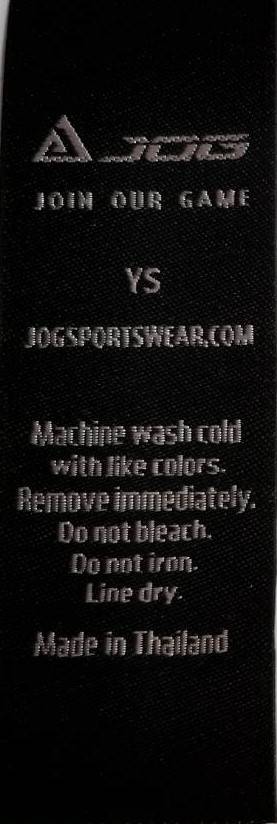 JOG
JOIN OUR GAME
YS
JOGSPORTSWEAR.COM
Machine wash cold
with like colors.
Remove immediately.
Do not bleach.
Do not iron.
Line dry.
Made in Thailand